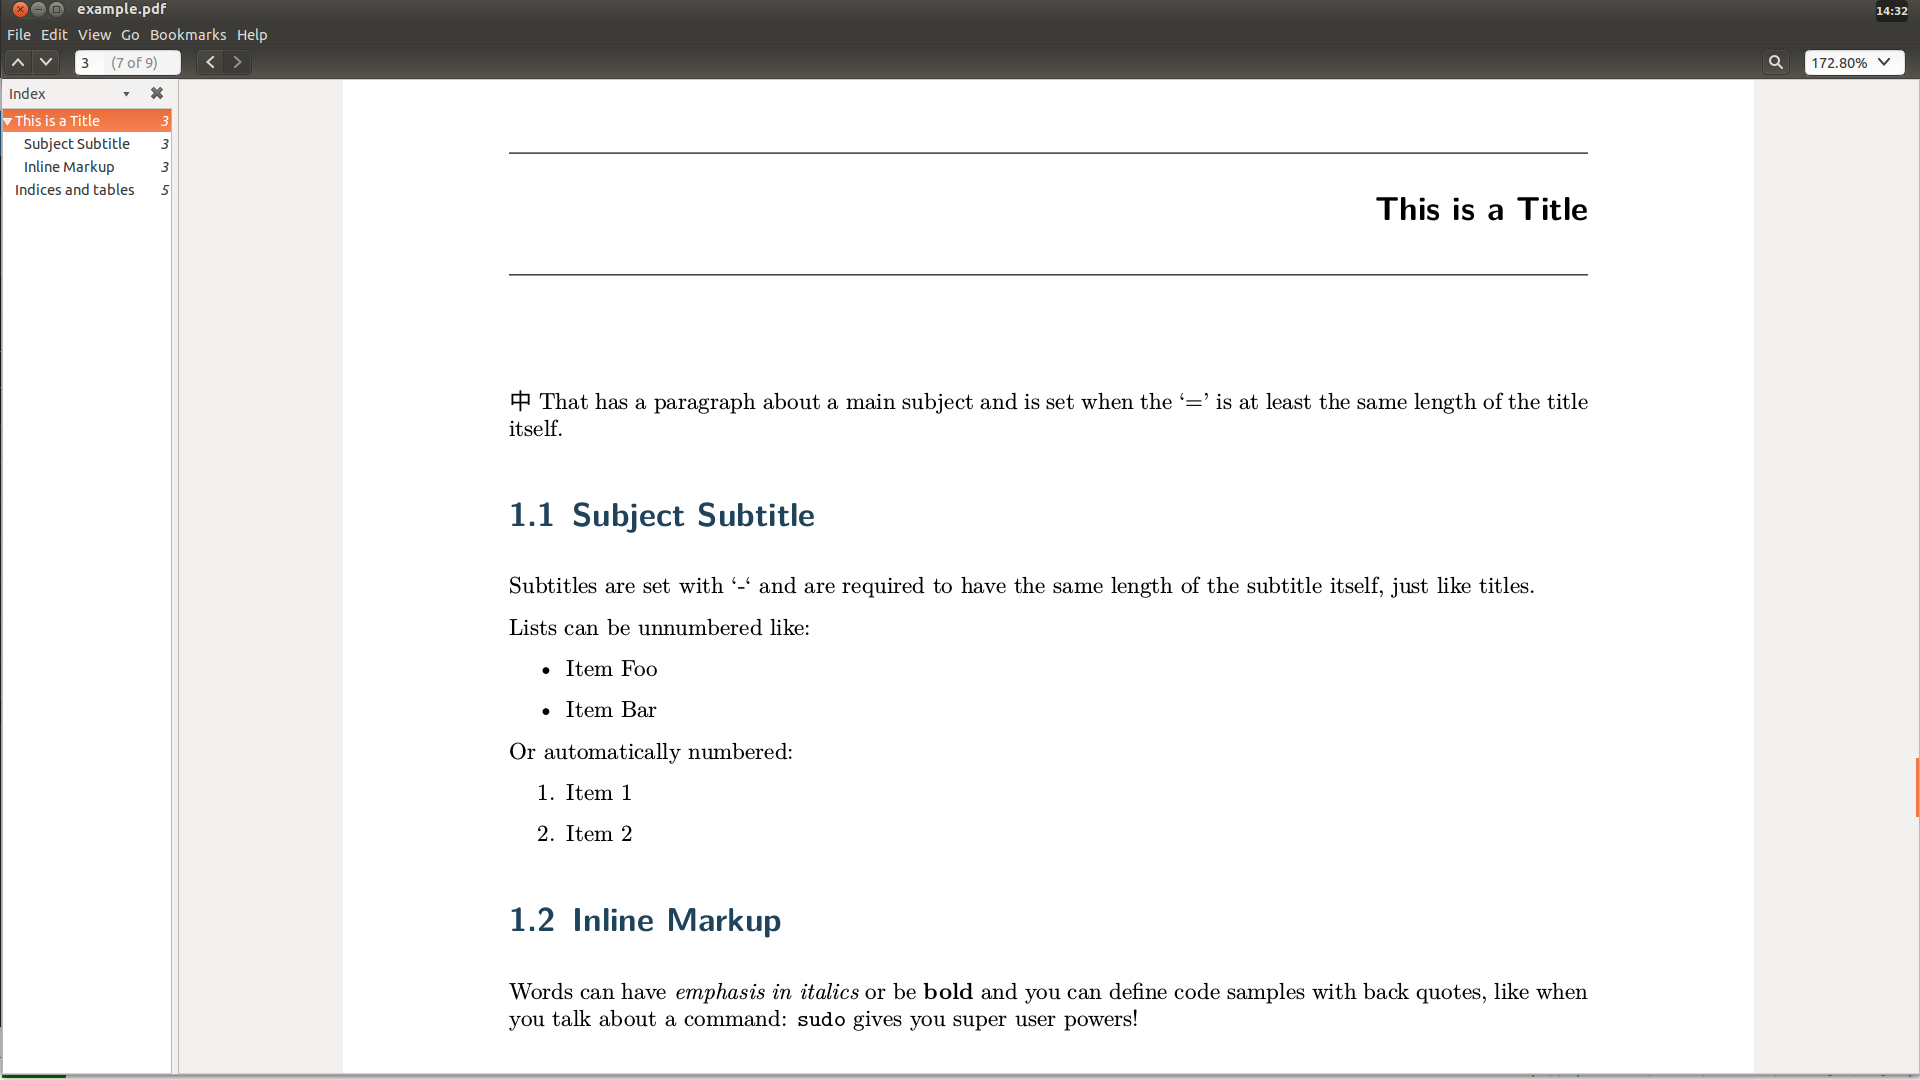 example.pdf
14:32
File Edit View Go Bookmarks Help
3 (7 of 9)
172.80%
Index
This is a Title 3
Subject Subtitle 3
Inline Markup 3
Indices and tables 5
This is a Title
中 That has a paragraph about a main subject and is set when the ‘=’ is at least the same length of the title
itself.
1.1 Subject Subtitle
Subtitles are set with ‘-‘ and are required to have the same length of the subtitle itself, just like titles.
Lists can be unnumbered like:
• Item Foo
• Item Bar
Or automatically numbered:
1. Item 1
2. Item 2
1.2 Inline Markup
Words can have emphasis in italics or be bold and you can define code samples with back quotes, like when
you talk about a command: sudo gives you super user powers!